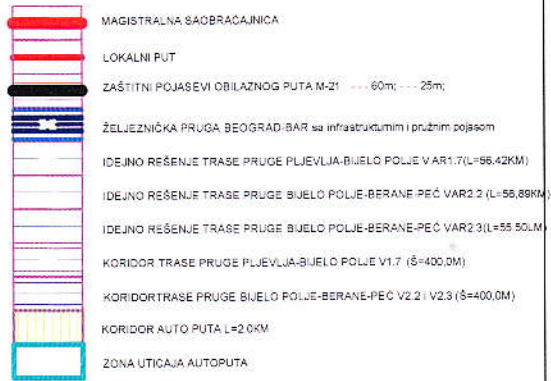 MAGISTRALNA SAOBRAĆAJNICA
LOKALNI PUT
ZAŠTITNI POJASEVI OBILAZNOG PUTA M-21 --- 60m; --- 25m;
ŽELJEZNIČKA PRUGA BEOGRAD-BAR sa infrastrukturnim i pružnim pojasom
IDEJNO REŠENJE TRASE PRUGE PLJEVLJA-BIJELO POLJE VAR1.7(L=56,42KM)
IDEJNO REŠENJE TRASE PRUGE BIJELO POLJE-BERANE-PEĆ VAR2.2 (L=56,89KM)
IDEJNO REŠENJE TRASE PRUGE BIJELO POLJE-BERANE-PEĆ VAR2.3(L=55.50LM)
KORIDOR TRASE PRUGE PLJEVLJA-BIJELO POLJE V1.7 (Š=400,0M)
KORIDORTRASE PRUGE BIJELO POLJE-BERANE-PEĆ V2.2 i V2.3 (Š=400,0M)
KORIDOR AUTO PUTA L=2.0KM
ZONA UTICAJA AUTOPUTA